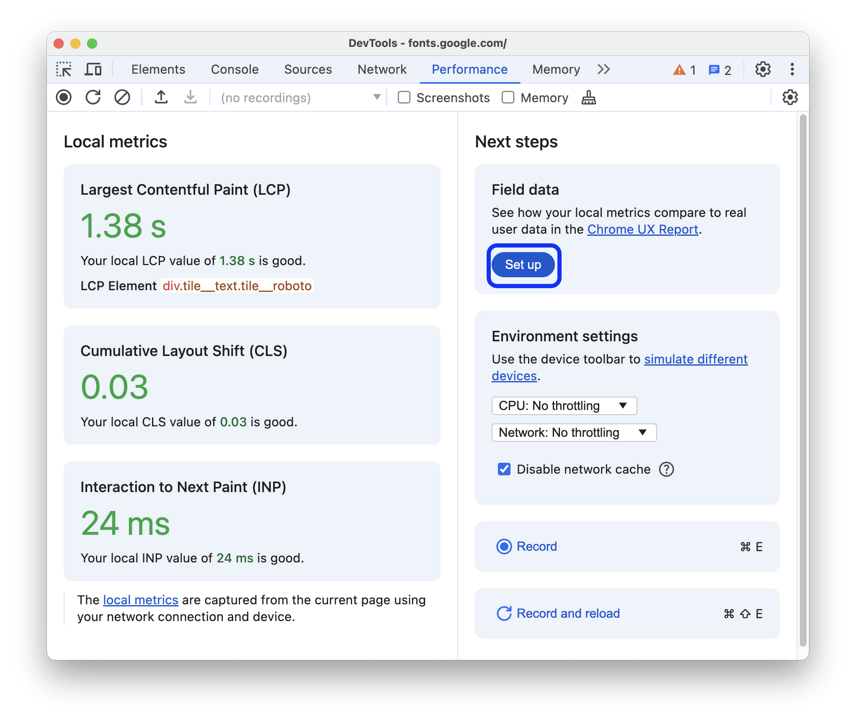 DevTools - fonts.google.com/
Elements Console Sources Network Performance Memory 1 2
(no recordings) Screenshots Memory
Local metrics
Largest Contentful Paint (LCP)
1.38 s
Your local LCP value of 1.38 s is good.
LCP Element div.tile__text.tile__roboto
Cumulative Layout Shift (CLS)
0.03
Your local CLS value of 0.03 is good.
Interaction to Next Paint (INP)
24 ms
Your local INP value of 24 ms is good.
The local metrics are captured from the current page using
your network connection and device.
Next steps
Field data
See how your local metrics compare to real
user data in the Chrome UX Report.
Set up
Environment settings
Use the device toolbar to simulate different
devices.
CPU: No throttling
Network: No throttling
Disable network cache ?
Record ⌘ E
Record and reload ⌘ ⇧ E